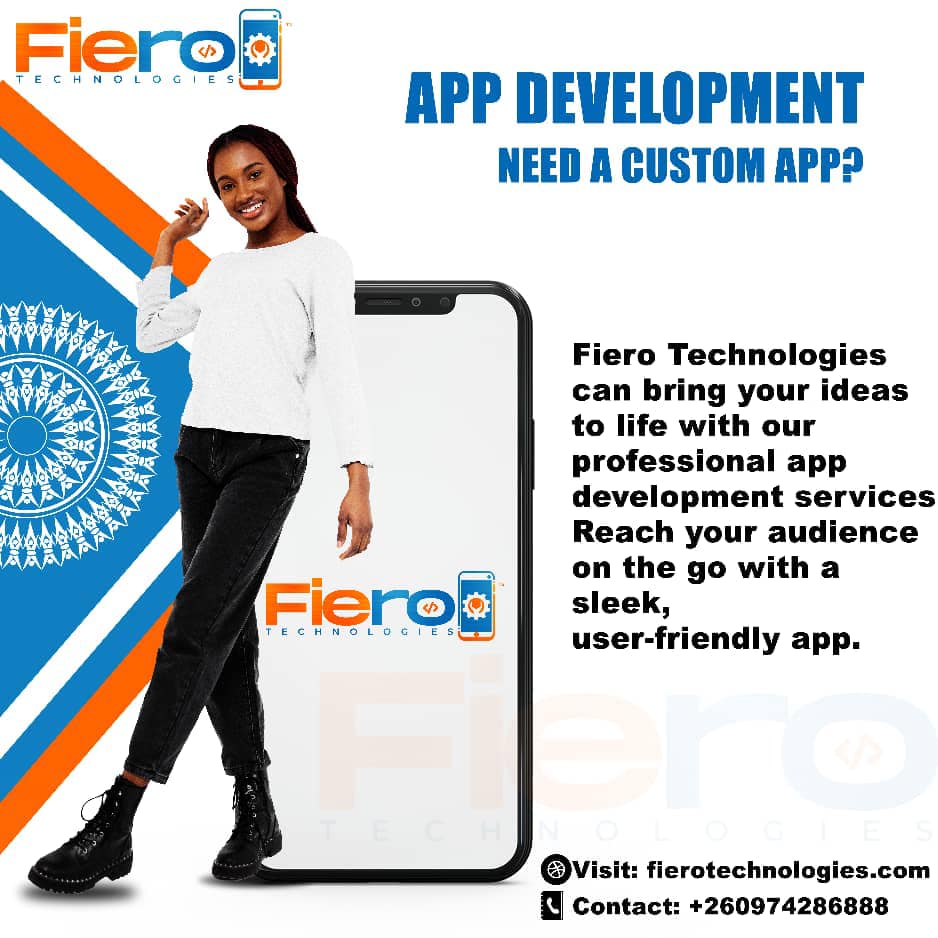 Fiero
TECHNOLOGIES
APP DEVELOPMENT
NEED A CUSTOM APP?
Fiero Technologies
can bring your ideas
to life with our
professional app
development services
Reach your audience
on the go with a
sleek,
user-friendly app.
Fiero
TECHNOLOGIES
Fiero
TECHNOLOGIES
Visit: fierotechnologies.com
Contact: +260974286888